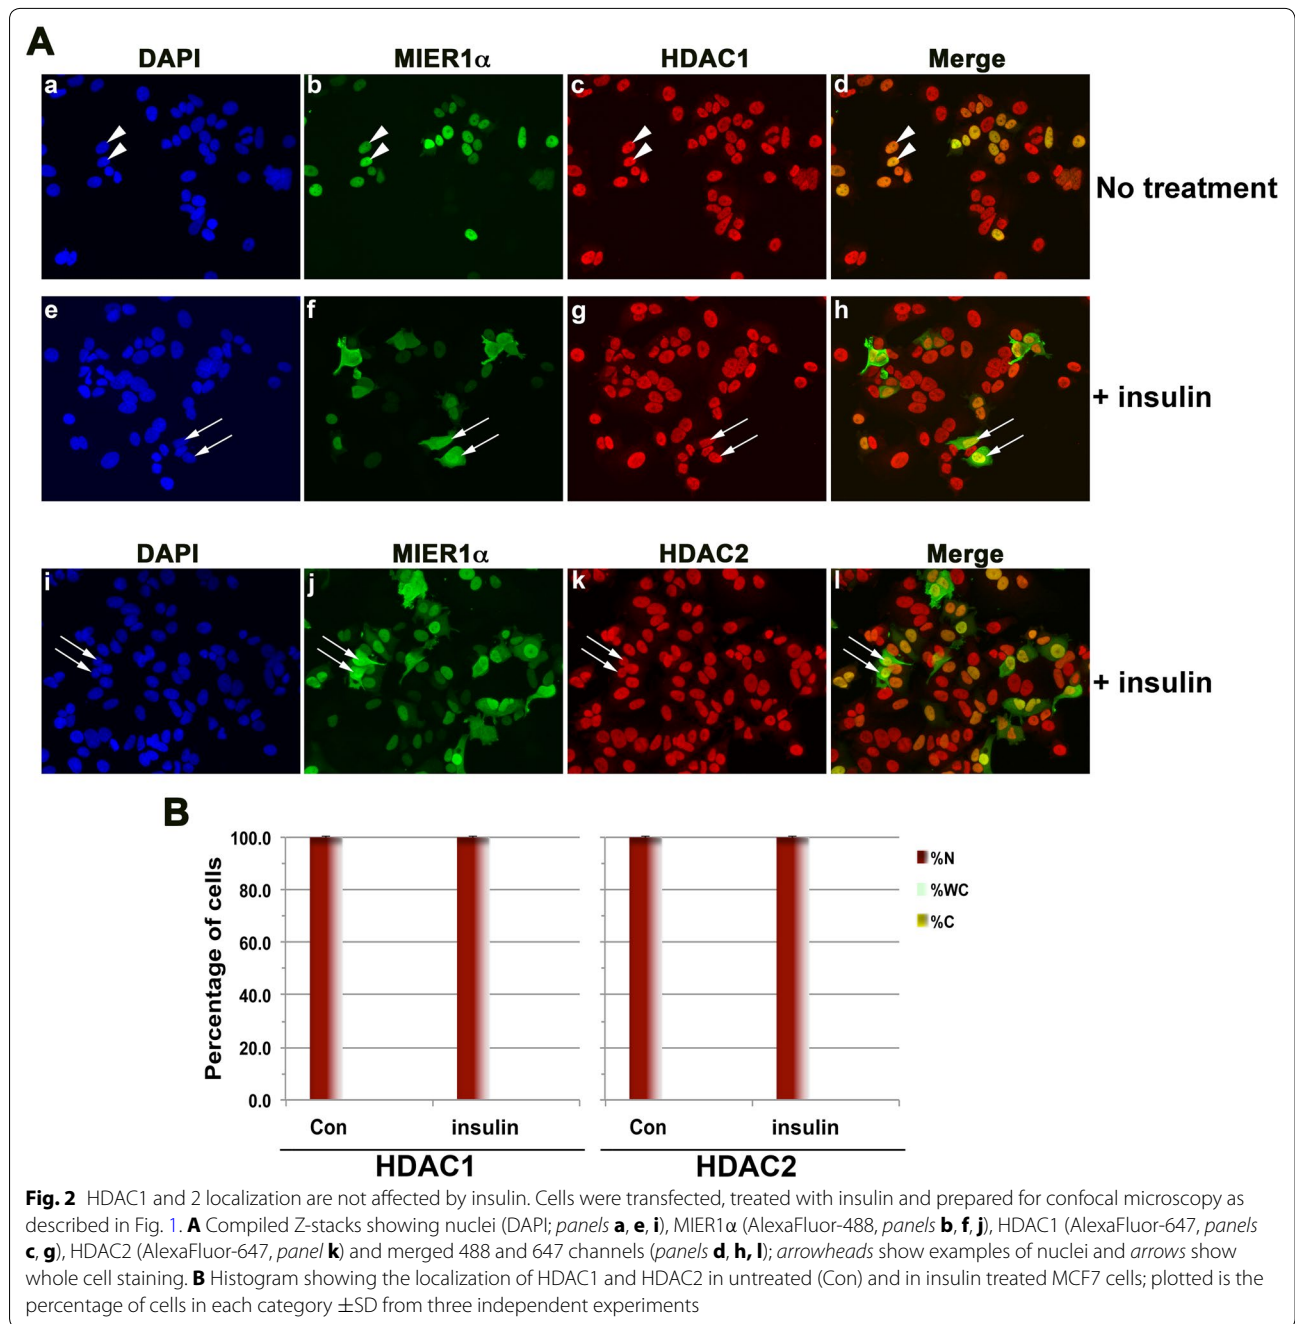 A
DAPI MIER1α HDAC1 Merge
a b c d
No treatment
e f g h
+ insulin
DAPI MIER1α HDAC2 Merge
i j k l
+ insulin
B
Percentage of cells
100.0
80.0
60.0
40.0
20.0
0.0
%N
%WC
%C
Con insulin Con insulin
HDAC1 HDAC2
Fig. 2 HDAC1 and 2 localization are not affected by insulin. Cells were transfected, treated with insulin and prepared for confocal microscopy as
described in Fig. 1. A Compiled Z-stacks showing nuclei (DAPI; panels a, e, i), MIER1α (AlexaFluor-488, panels b, f, j), HDAC1 (AlexaFluor-647, panels
c, g), HDAC2 (AlexaFluor-647, panel k) and merged 488 and 647 channels (panels d, h, l); arrowheads show examples of nuclei and arrows show
whole cell staining. B Histogram showing the localization of HDAC1 and HDAC2 in untreated (Con) and in insulin treated MCF7 cells; plotted is the
percentage of cells in each category ±SD from three independent experiments